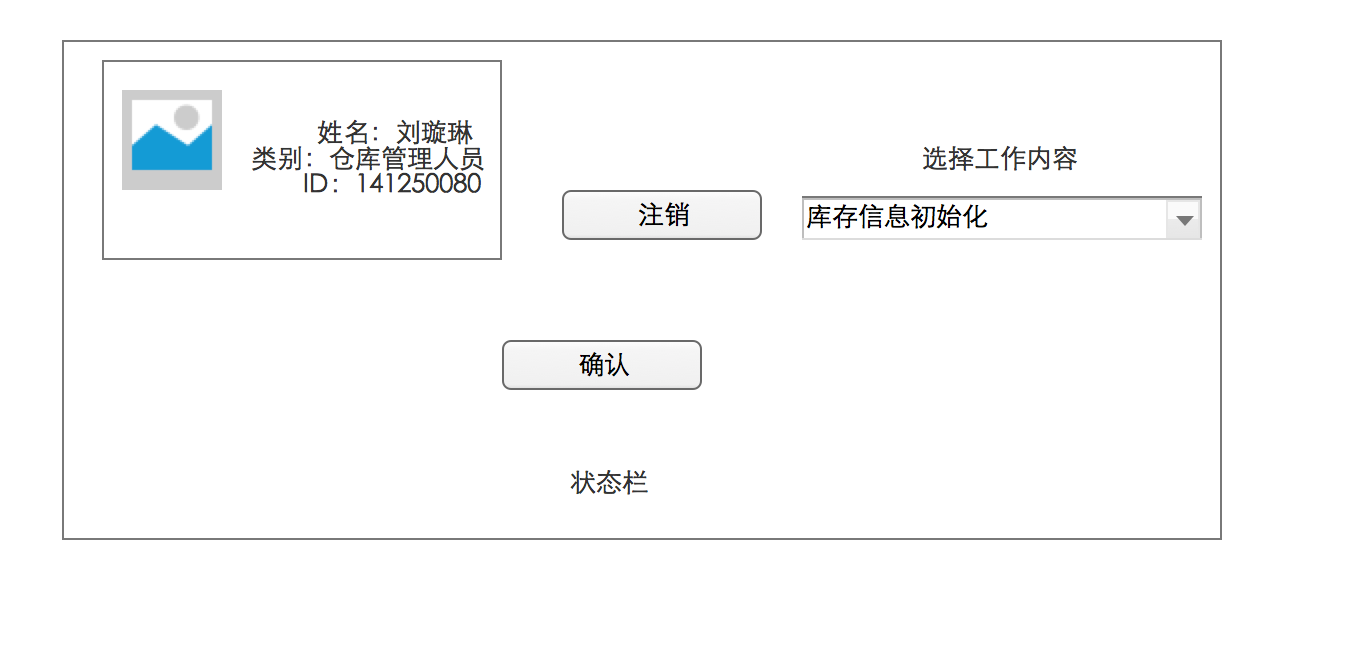 姓名：刘璇琳
类别：仓库管理人员
ID：141250080
选择工作内容
注销
库存信息初始化
确认
状态栏